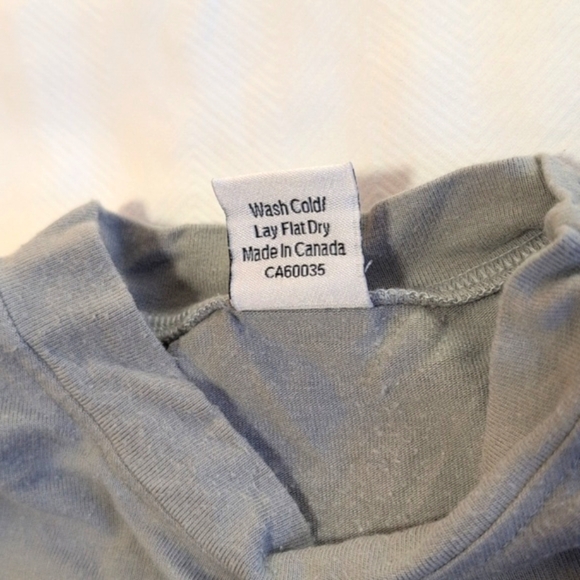 Wash Cold/
Lay Flat Dry
Made In Canada
CA60035